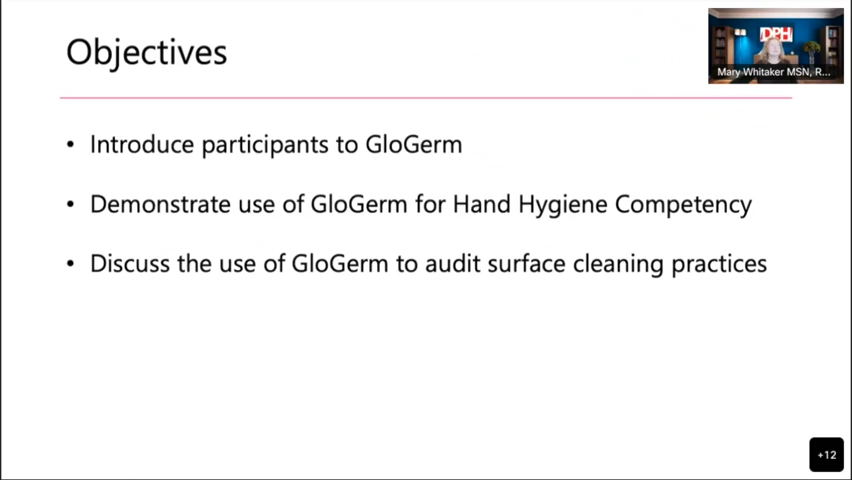 Objectives
DPH
Mary Whitaker MSN, R...
• Introduce participants to GloGerm
• Demonstrate use of GloGerm for Hand Hygiene Competency
• Discuss the use of GloGerm to audit surface cleaning practices
+12